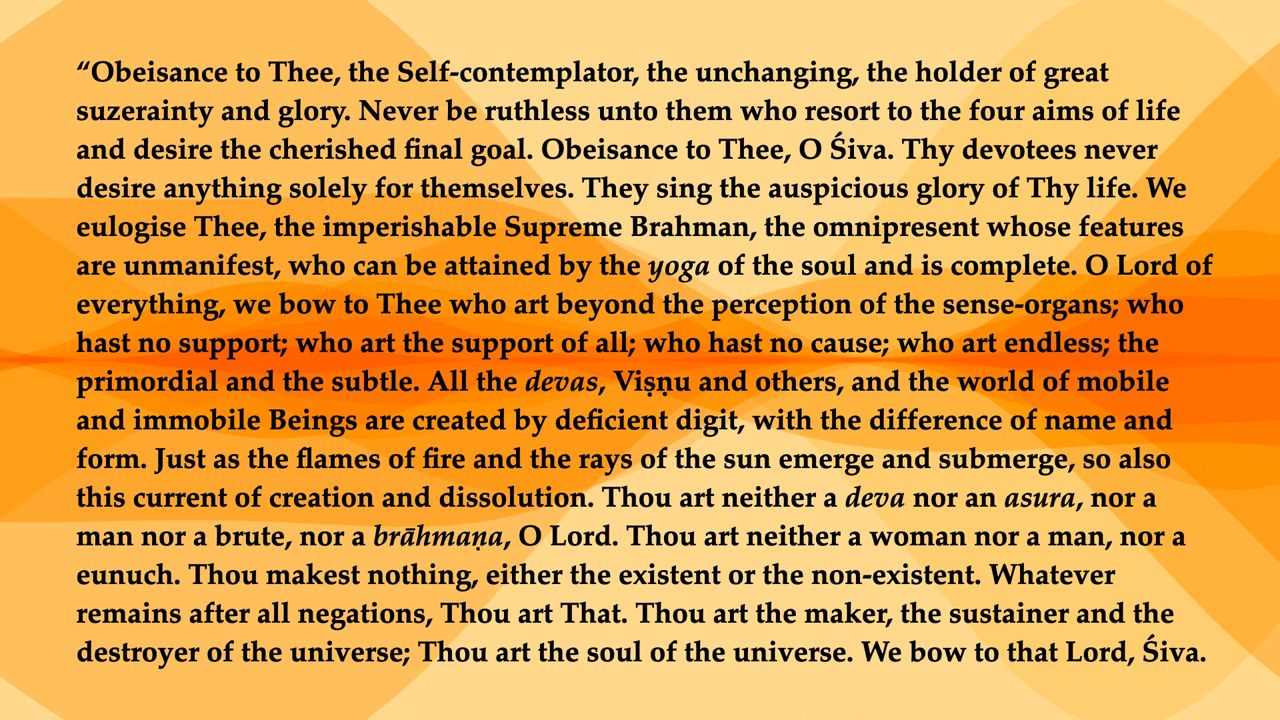 “Obeisance to Thee, the Self-contemplator, the unchanging, the holder of great
suzerainty and glory. Never be ruthless unto them who resort to the four aims of life
and desire the cherished final goal. Obeisance to Thee, O Śiva. Thy devotees never
desire anything solely for themselves. They sing the auspicious glory of Thy life. We
eulogise Thee, the imperishable Supreme Brahman, the omnipresent whose features
are unmanifest, who can be attained by the yoga of the soul and is complete. O Lord of
everything, we bow to Thee who art beyond the perception of the sense-organs; who
hast no support; who art the support of all; who hast no cause; who art endless; the
primordial and the subtle. All the devas, Viṣṇu and others, and the world of mobile
and immobile Beings are created by deficient digit, with the difference of name and
form. Just as the flames of fire and the rays of the sun emerge and submerge, so also
this current of creation and dissolution. Thou art neither a deva nor an asura, nor a
man nor a brute, nor a brāhmaṇa, O Lord. Thou art neither a woman nor a man, nor a
eunuch. Thou makest nothing, either the existent or the non-existent. Whatever
remains after all negations, Thou art That. Thou art the maker, the sustainer and the
destroyer of the universe; Thou art the soul of the universe. We bow to that Lord, Śiva.